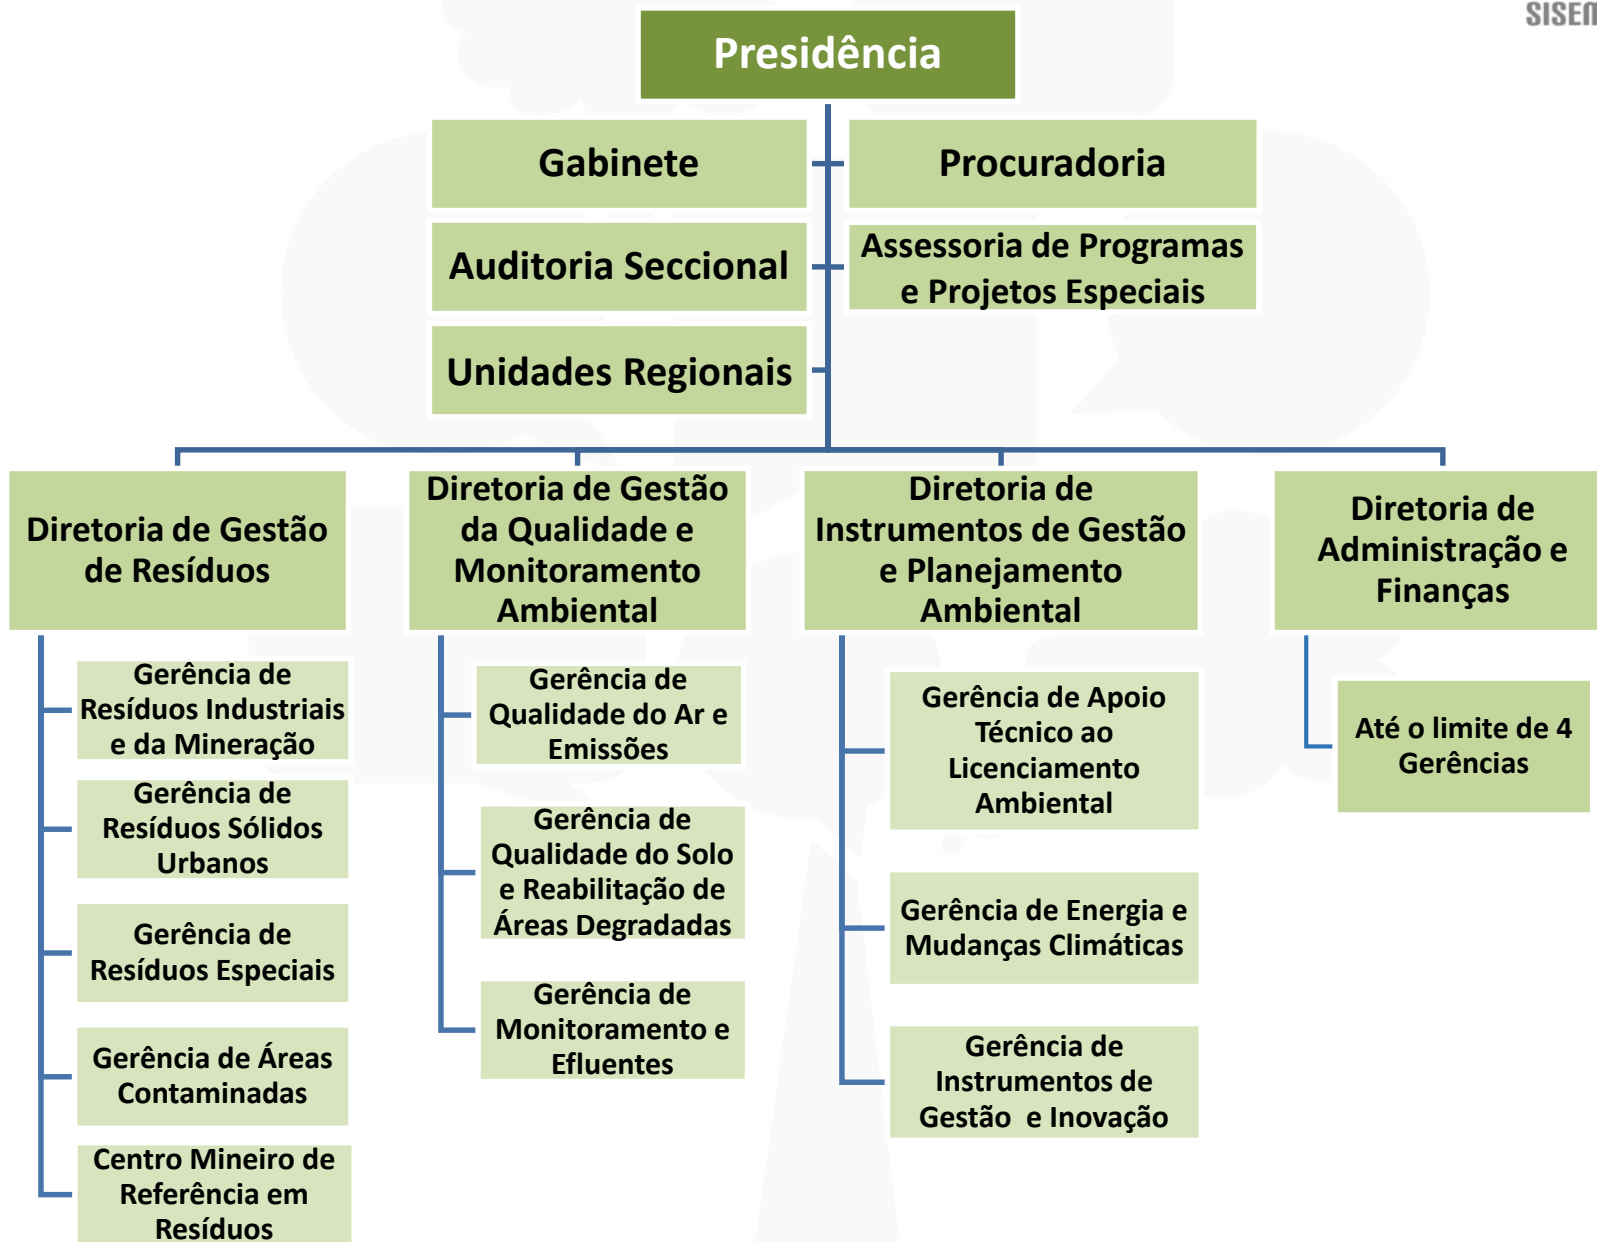 SISEM
Presidência
Gabinete
Procuradoria
Auditoria Seccional
Assessoria de Programas
e Projetos Especiais
Unidades Regionais
Diretoria de Gestão
de Resíduos
Diretoria de Gestão
da Qualidade e
Monitoramento
Ambiental
Diretoria de
Instrumentos de Gestão
e Planejamento
Ambiental
Diretoria de
Administração e
Finanças
Gerência de
Resíduos Industriais
e da Mineração
Gerência de
Resíduos Sólidos
Urbanos
Gerência de
Resíduos Especiais
Gerência de Áreas
Contaminadas
Centro Mineiro de
Referência em
Resíduos
Gerência de
Qualidade do Ar e
Emissões
Gerência de
Qualidade do Solo
e Reabilitação de
Áreas Degradadas
Gerência de
Monitoramento e
Efluentes
Gerência de Apoio
Técnico ao
Licenciamento
Ambiental
Gerência de Energia e
Mudanças Climáticas
Gerência de
Instrumentos de
Gestão  e Inovação
Até o limite de 4
Gerências